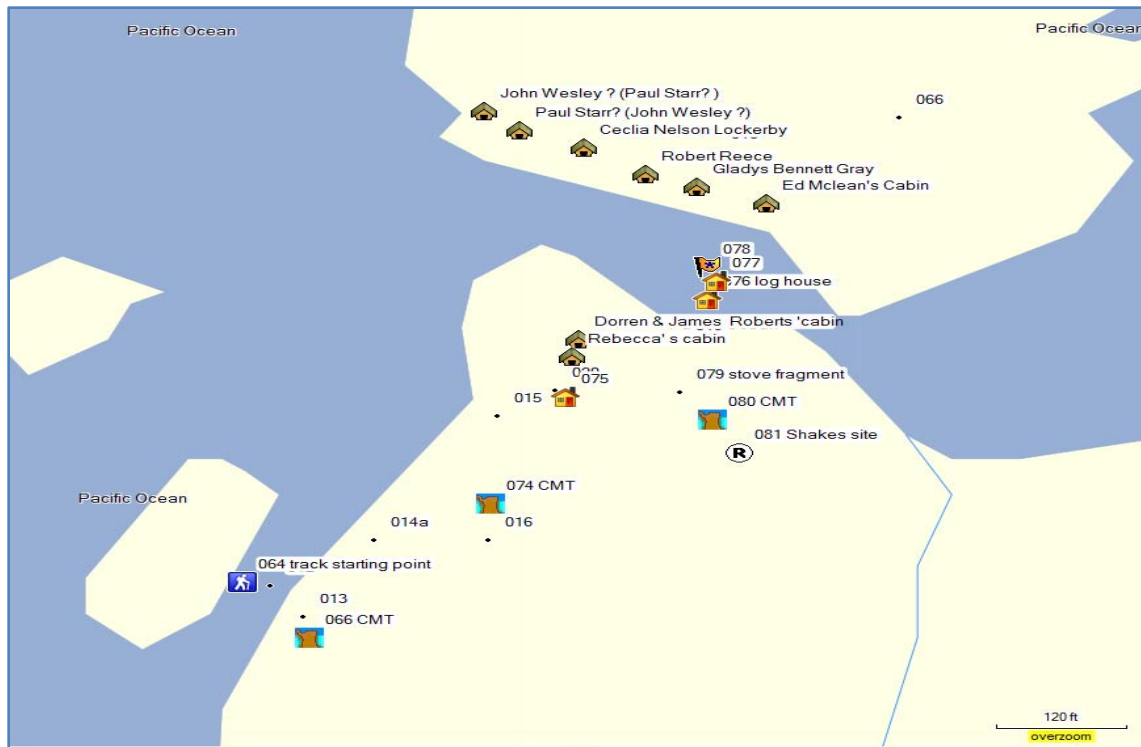 Pacific Ocean
Pacific Ocean
John Wesley ? (Paul Starr? )
066
Paul Starr? (John Wesley ?)
Ceclia Nelson Lockerby
Robert Reece
Gladys Bennett Gray
Ed Mclean's Cabin
078
077
076 log house
Dorren & James Roberts 'cabin
Rebecca' s cabin
075
079 stove fragment
015
080 CMT
081 Shakes site
R
074 CMT
Pacific Ocean
014a
016
064 track starting point
013
066 CMT
120 ft
overzoom